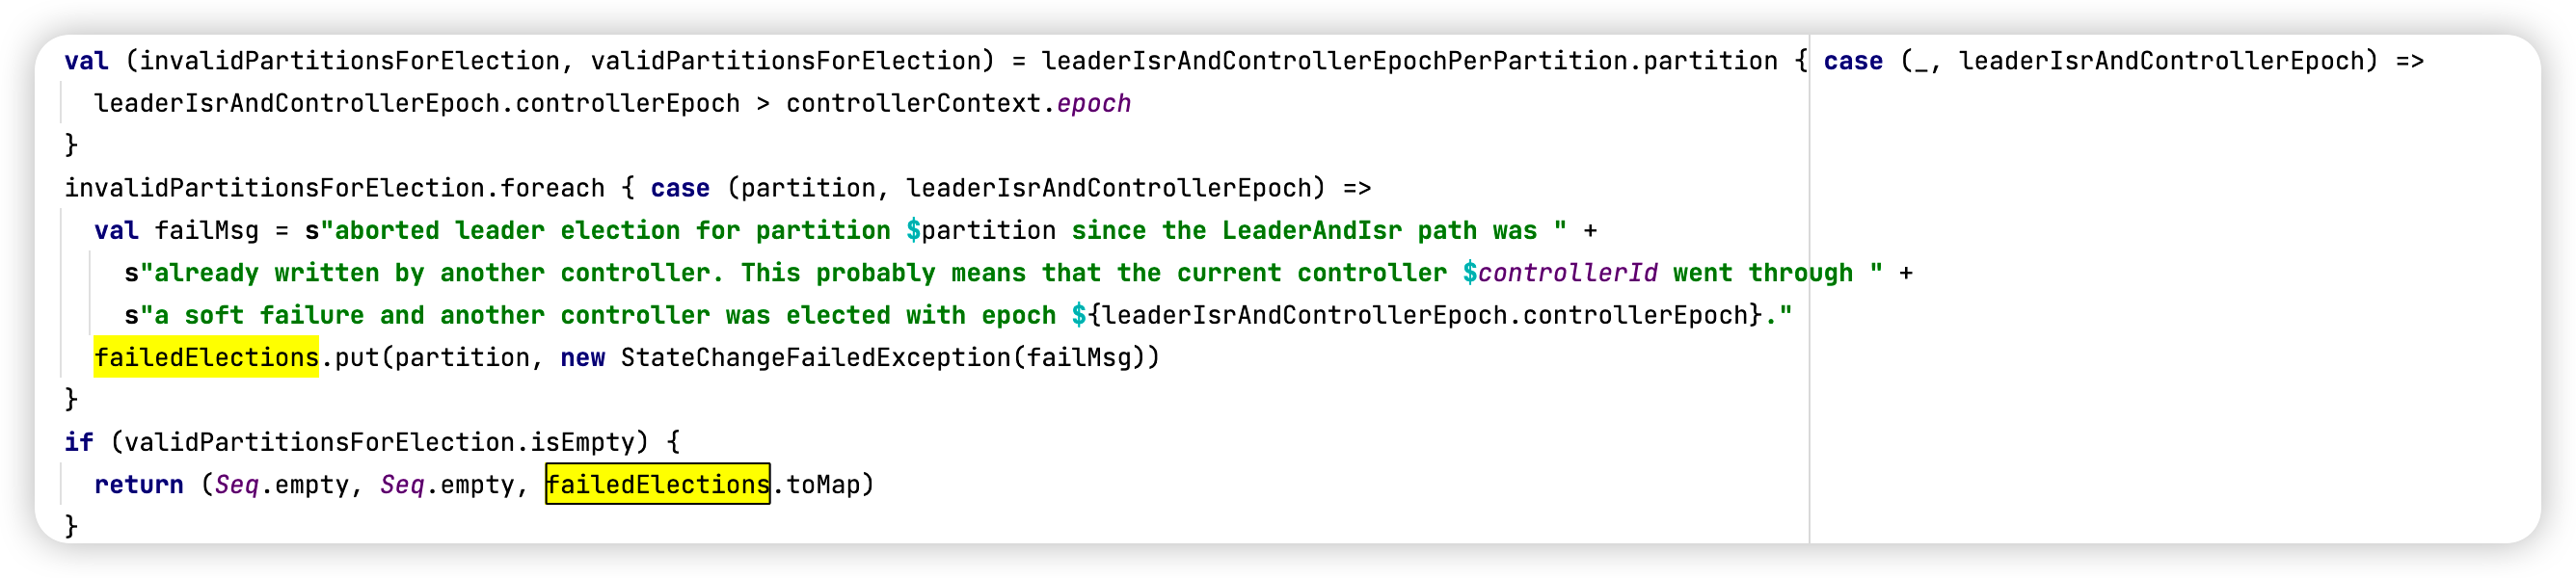 val (invalidPartitionsForElection, validPartitionsForElection) = leaderIsrAndControllerEpochPerPartition.partition { case (_, leaderIsrAndControllerEpoch) =>
  leaderIsrAndControllerEpoch.controllerEpoch > controllerContext.epoch
}
invalidPartitionsForElection.foreach { case (partition, leaderIsrAndControllerEpoch) =>
  val failMsg = s"aborted leader election for partition $partition since the LeaderAndIsr path was " +
    s"already written by another controller. This probably means that the current controller $controllerId went through " +
    s"a soft failure and another controller was elected with epoch ${leaderIsrAndControllerEpoch.controllerEpoch}."
  failedElections.put(partition, new StateChangeFailedException(failMsg))
}
if (validPartitionsForElection.isEmpty) {
  return (Seq.empty, Seq.empty, failedElections.toMap)
}